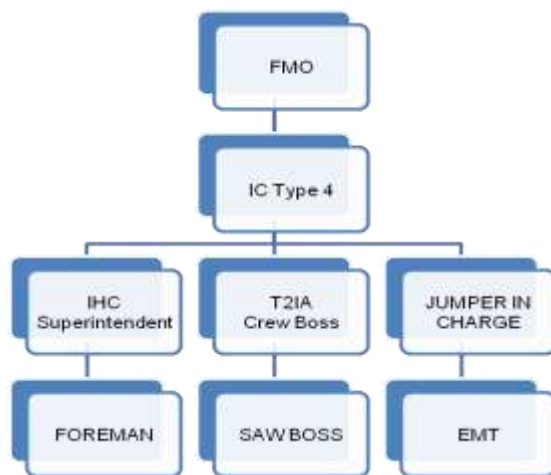 FMO
IC Type 4
IHC
Superintendent
T2IA
Crew Boss
JUMPER IN
CHARGE
FOREMAN
SAW BOSS
EMT